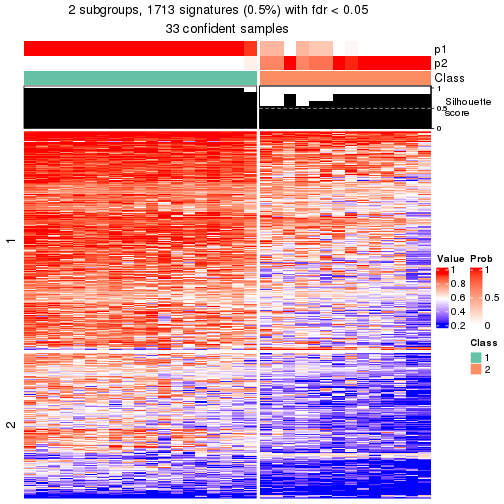 2 subgroups, 1713 signatures (0.5%) with fdr < 0.05
33 confident samples
p1
p2
Class
1
0.5
0
Silhouette
score
1
2
Value
1
0.8
0.6
0.4
0.2
Prob
1
0.5
0
Class
1
2